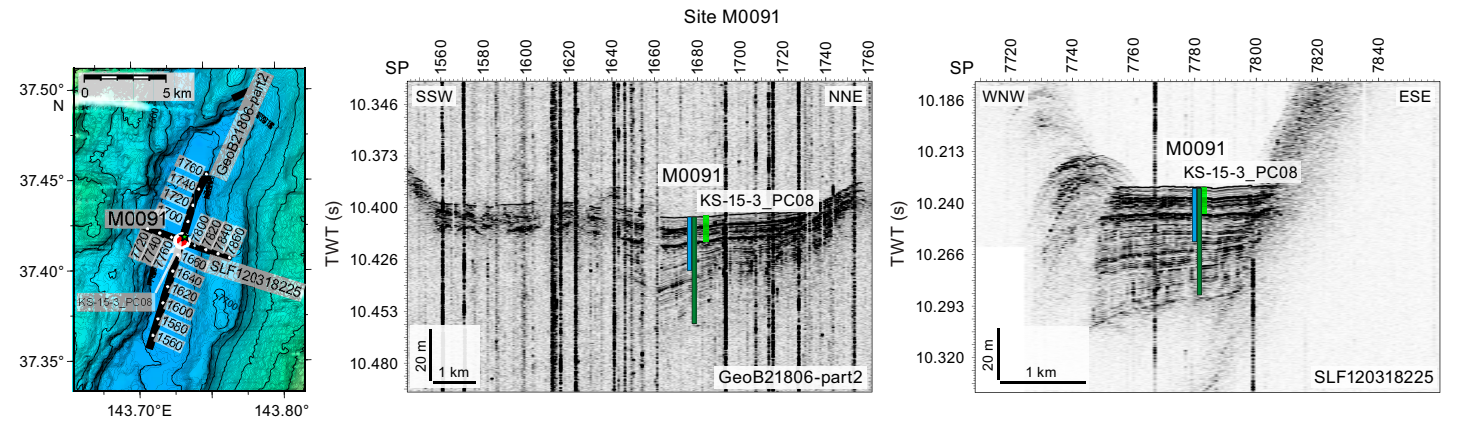 Site M0091
37.50°
N
37.45°
37.40°
37.35°
143.70°E
143.80°
0
5 km
GeoB21806-part2
1760
1740
1720
1700
M0091
7720
7740
7760
7800
7820
7840
7860
SLF120318225
1660
1640
1620
1600
1580
1560
KS-15-3_PC08
7700
SP
1560
1580
1600
1620
1640
1660
1680
1700
1720
1740
1760
SSW
NNE
10.346
10.373
10.400
10.426
10.453
10.480
TWT (s)
M0091
KS-15-3_PC08
20 m
1 km
GeoB21806-part2
SP
7720
7740
7760
7780
7800
7820
7840
WNW
ESE
10.186
10.213
10.240
10.266
10.293
10.320
TWT (s)
M0091
KS-15-3_PC08
20 m
1 km
SLF120318225